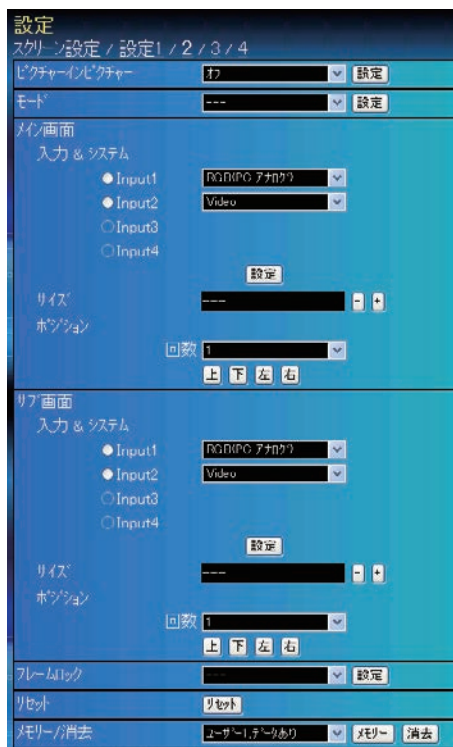 設定
スクリーン設定 / 設定1 / 2 / 3 / 4
ピクチャーインピクチャー オフ 設定
モード --- 設定
メイン画面
入力 & システム
Input1 RGB(PC アナログ)
Input2 Video
Input3
Input4
設定
サイズ --- - +
ポジション
回数 1
上 下 左 右
サブ画面
入力 & システム
Input1 RGB(PC アナログ)
Input2 Video
Input3
Input4
設定
サイズ --- - +
ポジション
回数 1
上 下 左 右
フレームロック --- 設定
リセット リセット
メモリー/消去 ユーザー1,データあり メモリー 消去